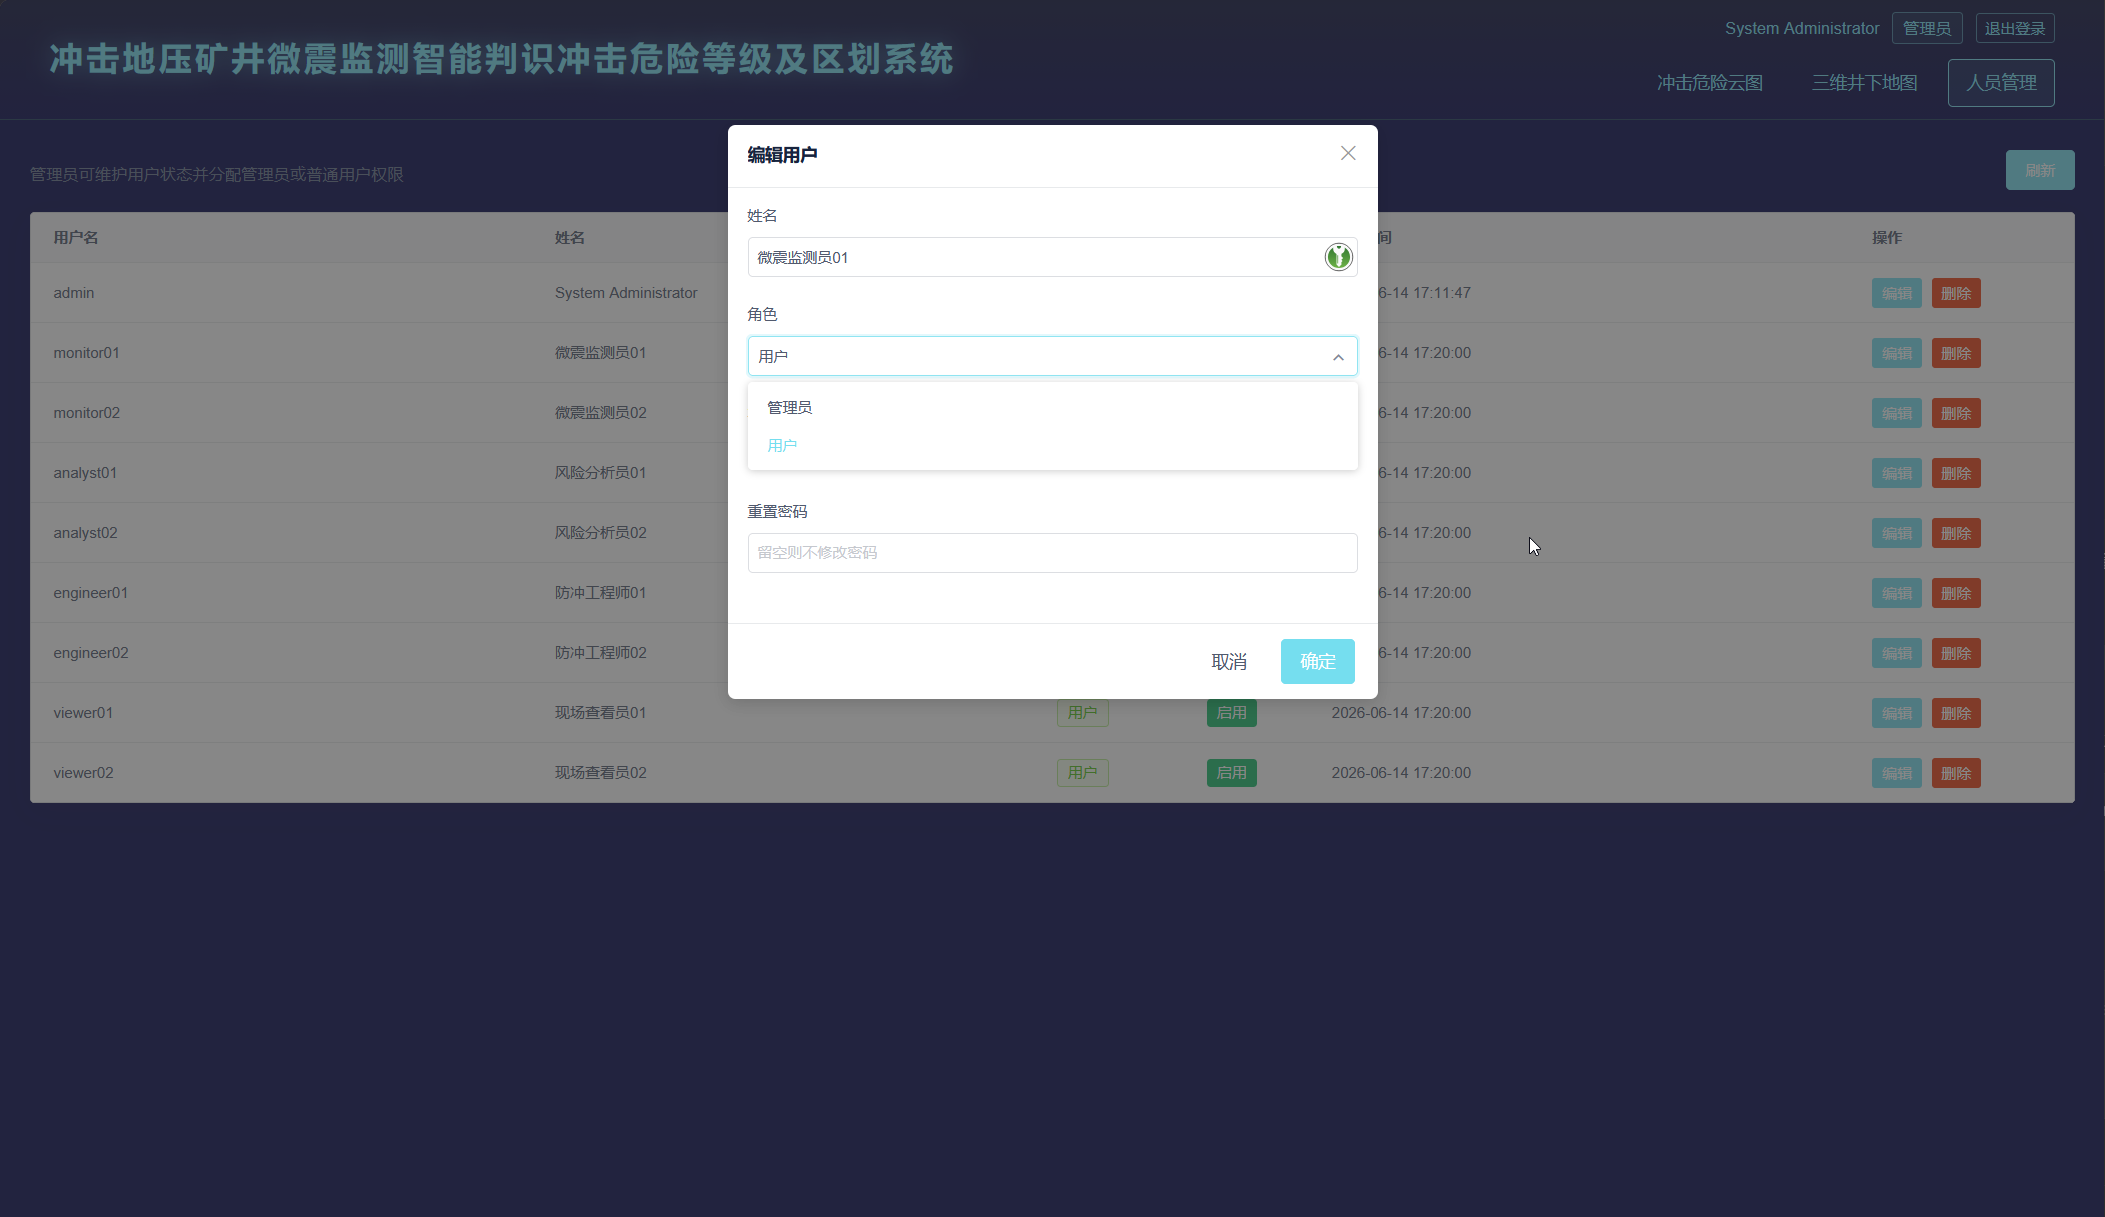 冲击地压矿井微震监测智能判识冲击危险等级及区划系统
System Administrator 管理员 退出登录
冲击危险云图 三维井下地图 人员管理
管理员可维护用户状态并分配管理员或普通用户权限
刷新
用户名 姓名 间 操作
admin System Administrator 6-14 17:11:47 编辑 删除
monitor01 微震监测员01 6-14 17:20:00 编辑 删除
monitor02 微震监测员02 6-14 17:20:00 编辑 删除
analyst01 风险分析员01 6-14 17:20:00 编辑 删除
analyst02 风险分析员02 6-14 17:20:00 编辑 删除
engineer01 防冲工程师01 6-14 17:20:00 编辑 删除
engineer02 防冲工程师02 6-14 17:20:00 编辑 删除
viewer01 现场查看员01 用户 启用 2026-06-14 17:20:00 编辑 删除
viewer02 现场查看员02 用户 启用 2026-06-14 17:20:00 编辑 删除
编辑用户
姓名
微震监测员01
角色
用户
管理员
用户
重置密码
留空则不修改密码
取消 确定